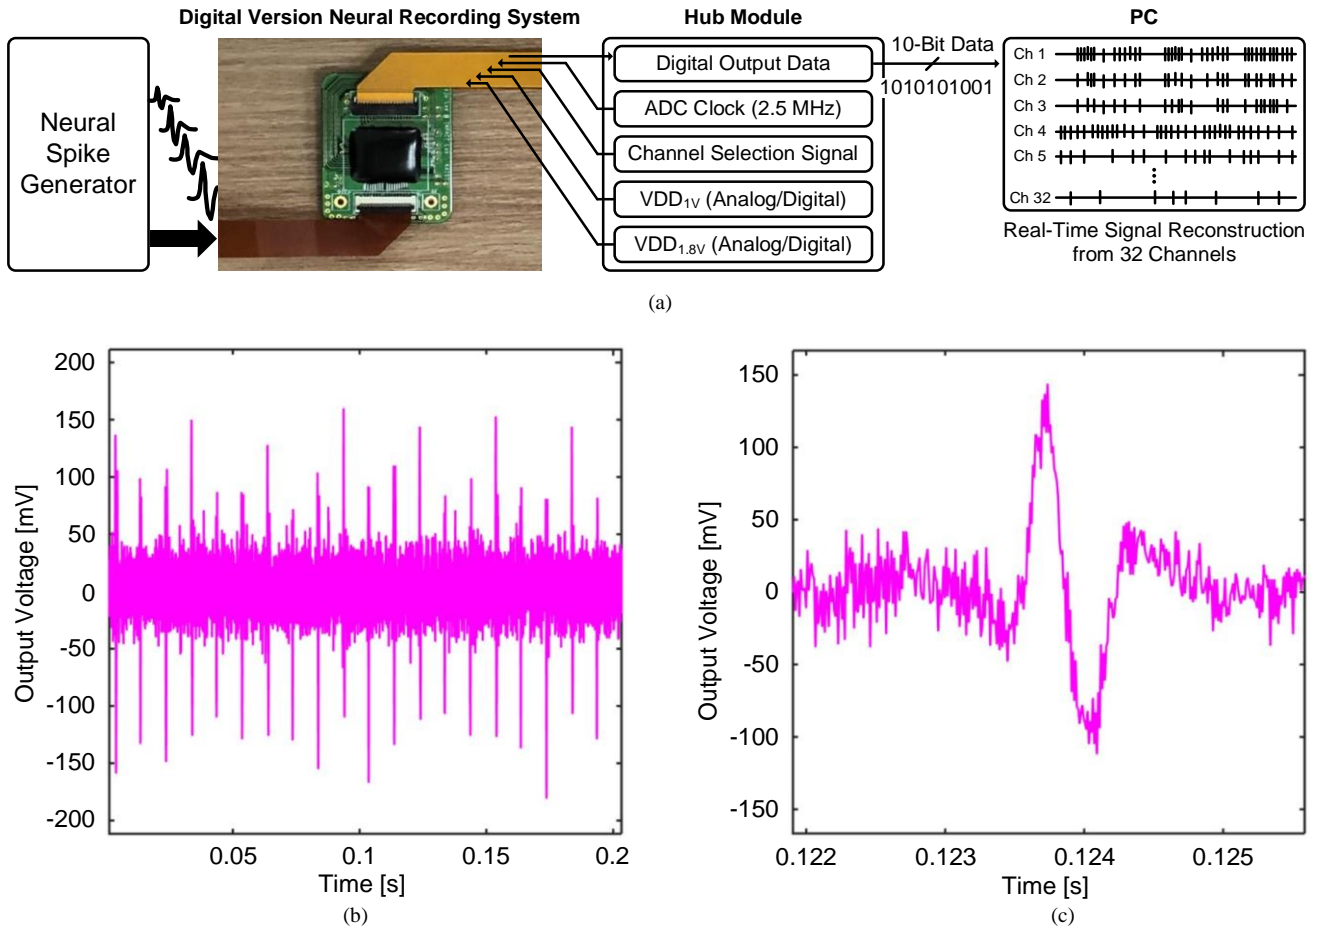 Digital Version Neural Recording System
Hub Module
PC
Neural
Spike
Generator
Digital Output Data
ADC Clock (2.5 MHz)
Channel Selection Signal
VDD1V (Analog/Digital)
VDD1.8V (Analog/Digital)
10-Bit Data
1010101001
Ch 1
Ch 2
Ch 3
Ch 4
Ch 5
Ch 32
Real-Time Signal Reconstruction
from 32 Channels
(a)
200
150
100
50
0
-50
-100
-150
-200
Output Voltage [mV]
0.05
0.1
0.15
0.2
Time [s]
(b)
150
100
50
0
-50
-100
-150
Output Voltage [mV]
0.122
0.123
0.124
0.125
Time [s]
(c)